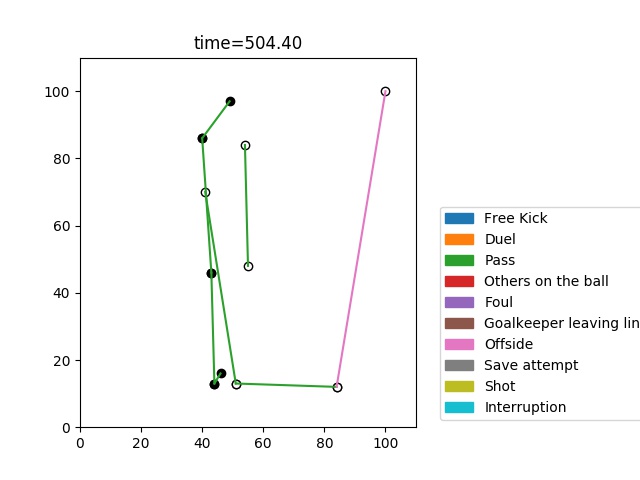 time=504.40
100
80
60
40
20
0
0 20 40 60 80 100
Free Kick
Duel
Pass
Others on the ball
Foul
Goalkeeper leaving lin
Offside
Save attempt
Shot
Interruption